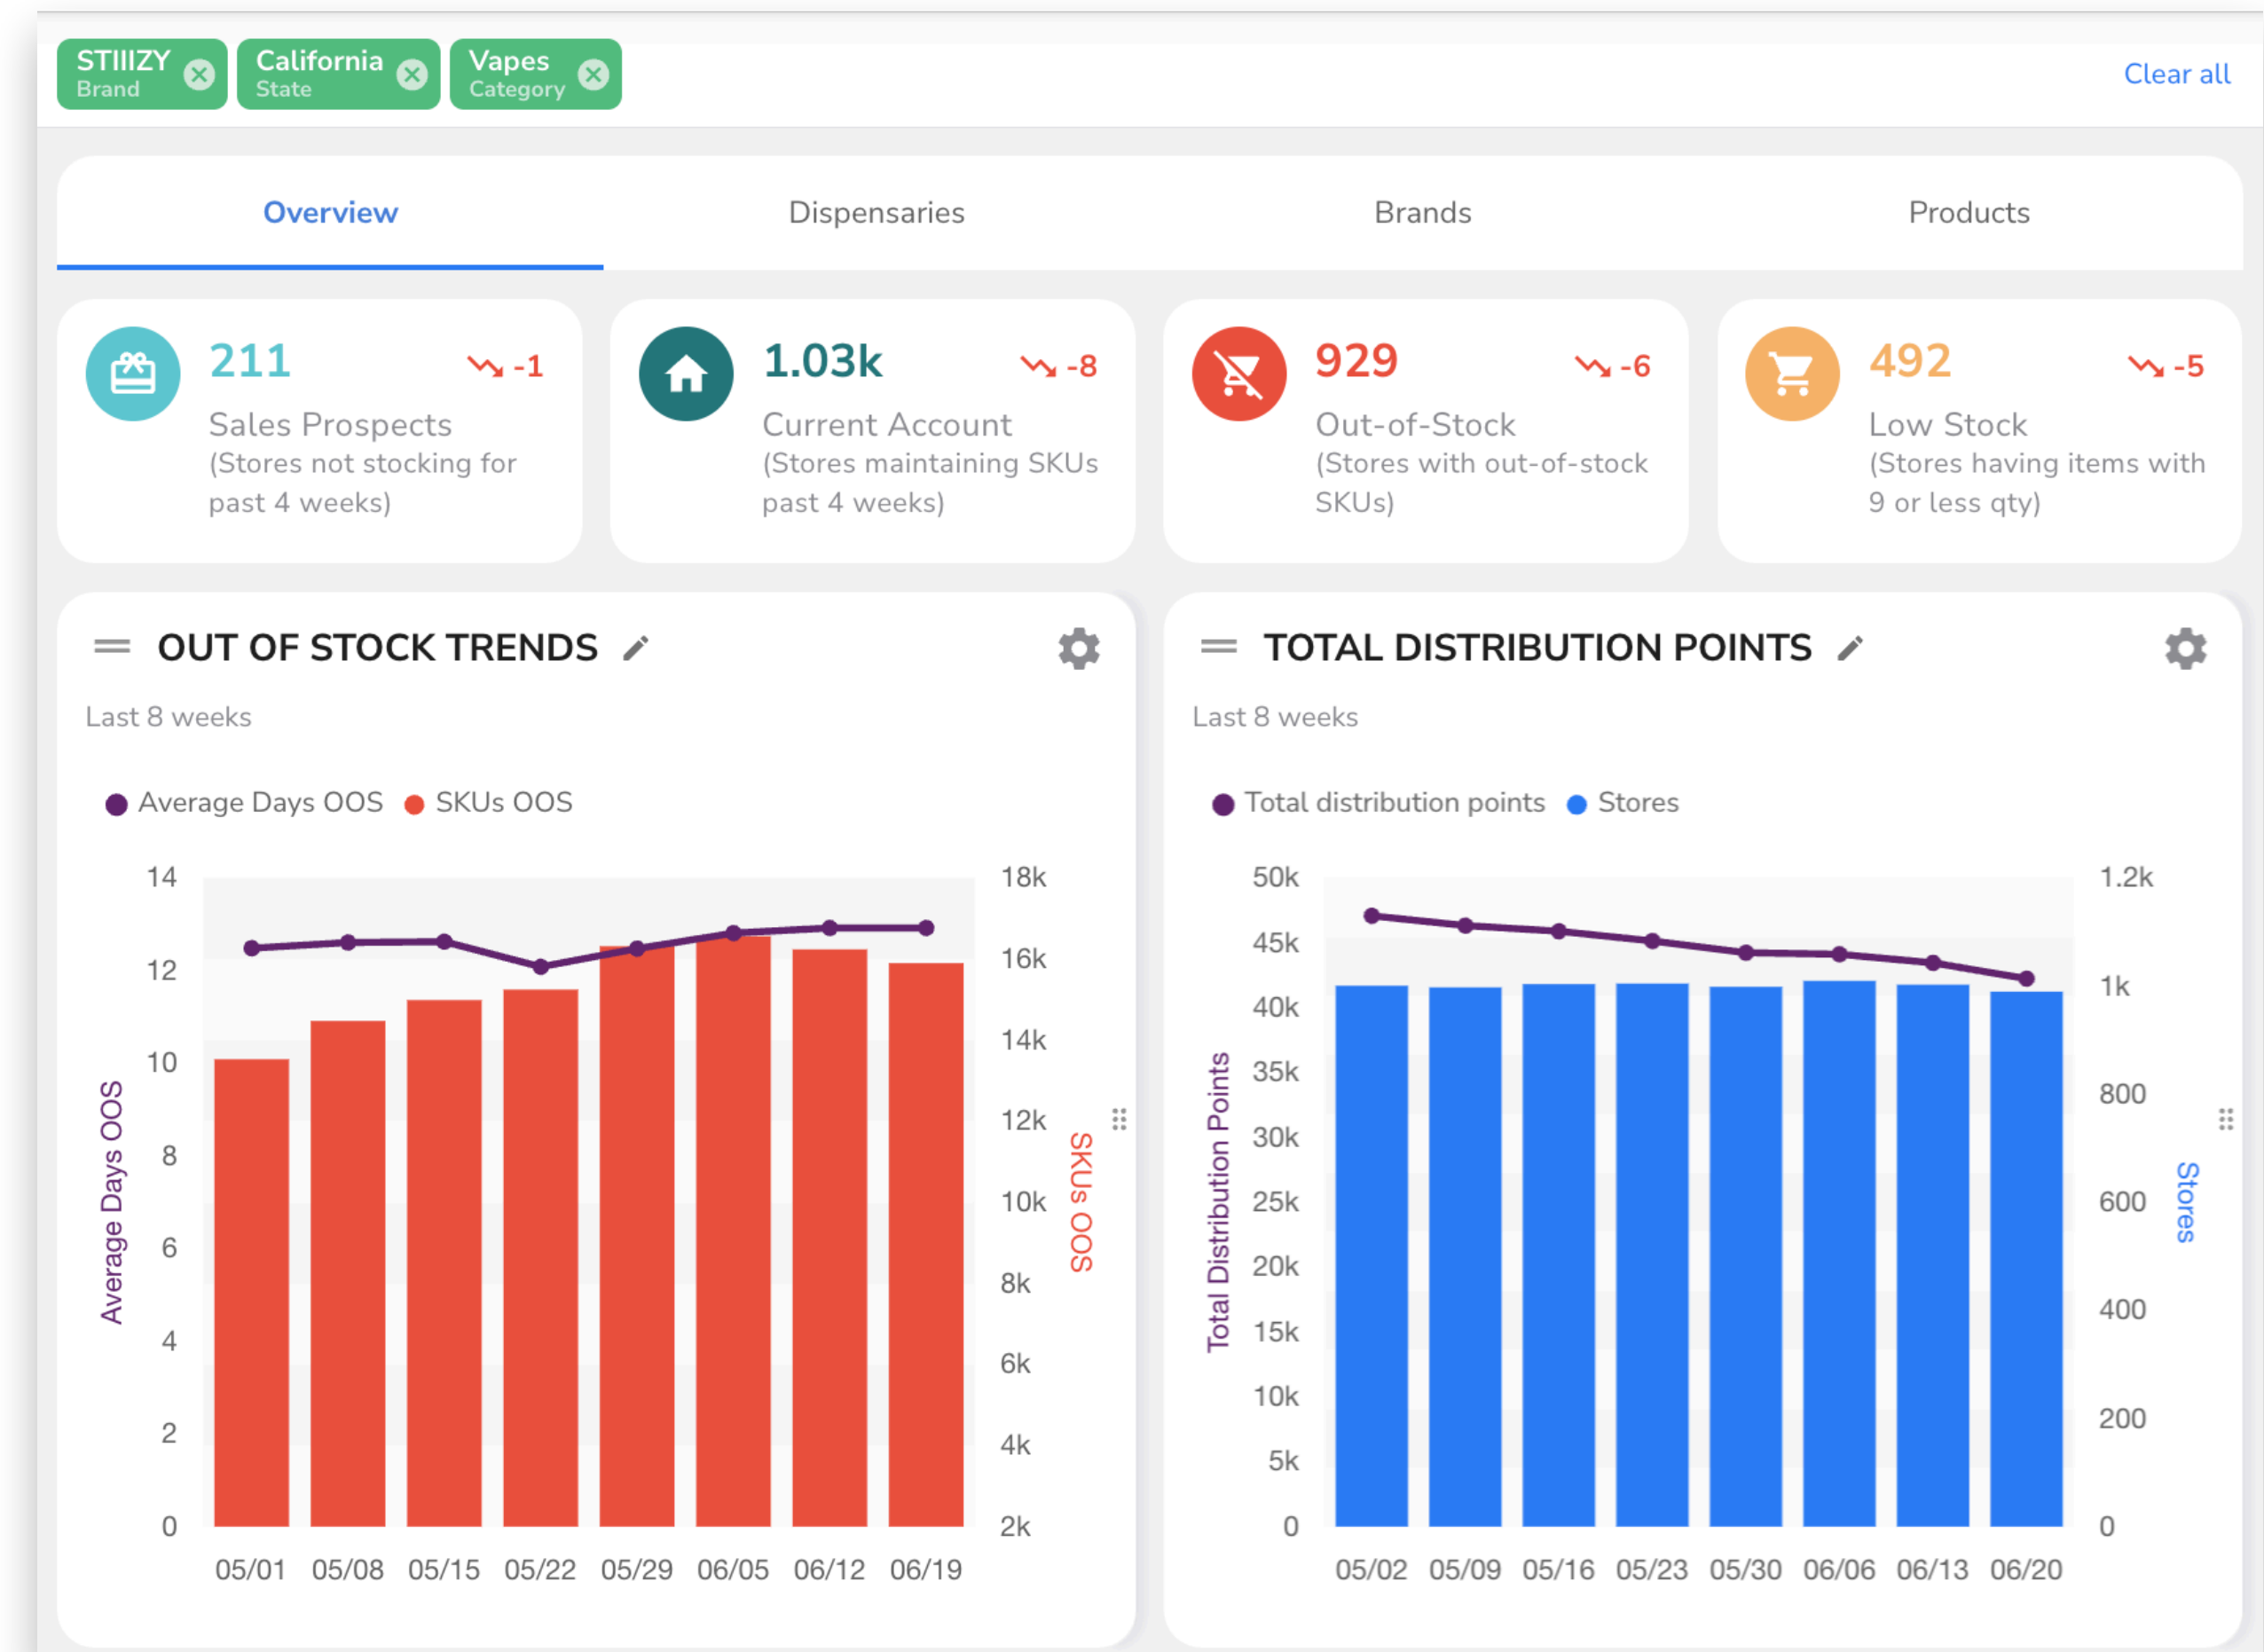 STIIIZY
Brand
California
State
Vapes
Category
Clear all
Overview
Dispensaries
Brands
Products
211
-1
Sales Prospects
(Stores not stocking for
past 4 weeks)
1.03k
-8
Current Account
(Stores maintaining SKUs
past 4 weeks)
929
-6
Out-of-Stock
(Stores with out-of-stock
SKUs)
492
-5
Low Stock
(Stores having items with
9 or less qty)
OUT OF STOCK TRENDS
Last 8 weeks
Average Days OOS
SKUs OOS
14
12
10
8
6
4
2
0
Average Days OOS
18k
16k
14k
12k
10k
8k
6k
4k
2k
SKUs OOS
05/01 05/08 05/15 05/22 05/29 06/05 06/12 06/19
TOTAL DISTRIBUTION POINTS
Last 8 weeks
Total distribution points
Stores
50k
45k
40k
35k
30k
25k
20k
15k
10k
5k
0
Total Distribution Points
1.2k
1k
800
600
400
200
0
Stores
05/02 05/09 05/16 05/23 05/30 06/06 06/13 06/20